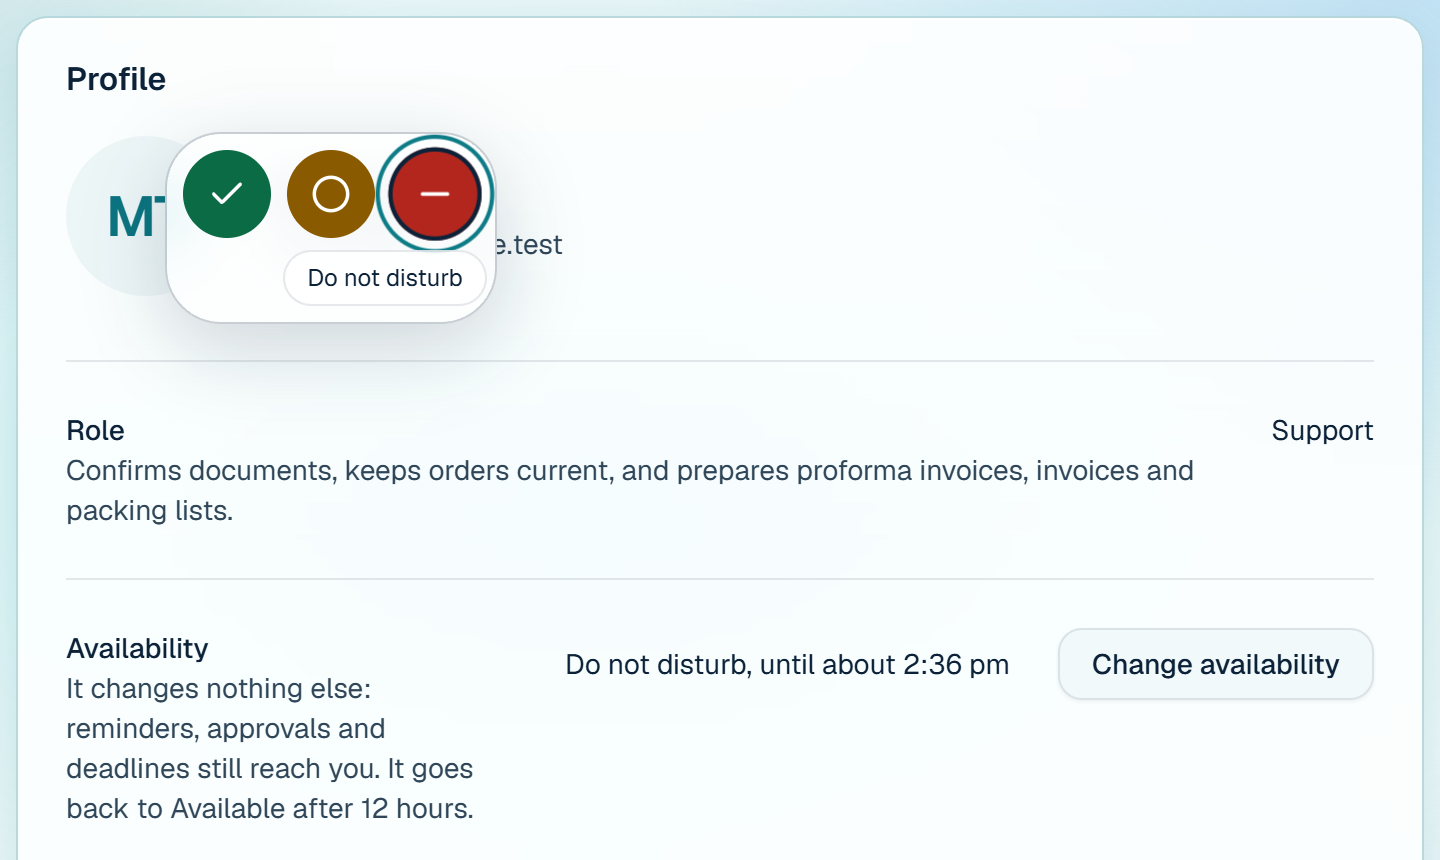 Profile
e.test
Do not disturb
Role
Support
Confirms documents, keeps orders current, and prepares proforma invoices, invoices and
packing lists.
Availability
Do not disturb, until about 2:36 pm
Change availability
It changes nothing else:
reminders, approvals and
deadlines still reach you. It goes
back to Available after 12 hours.